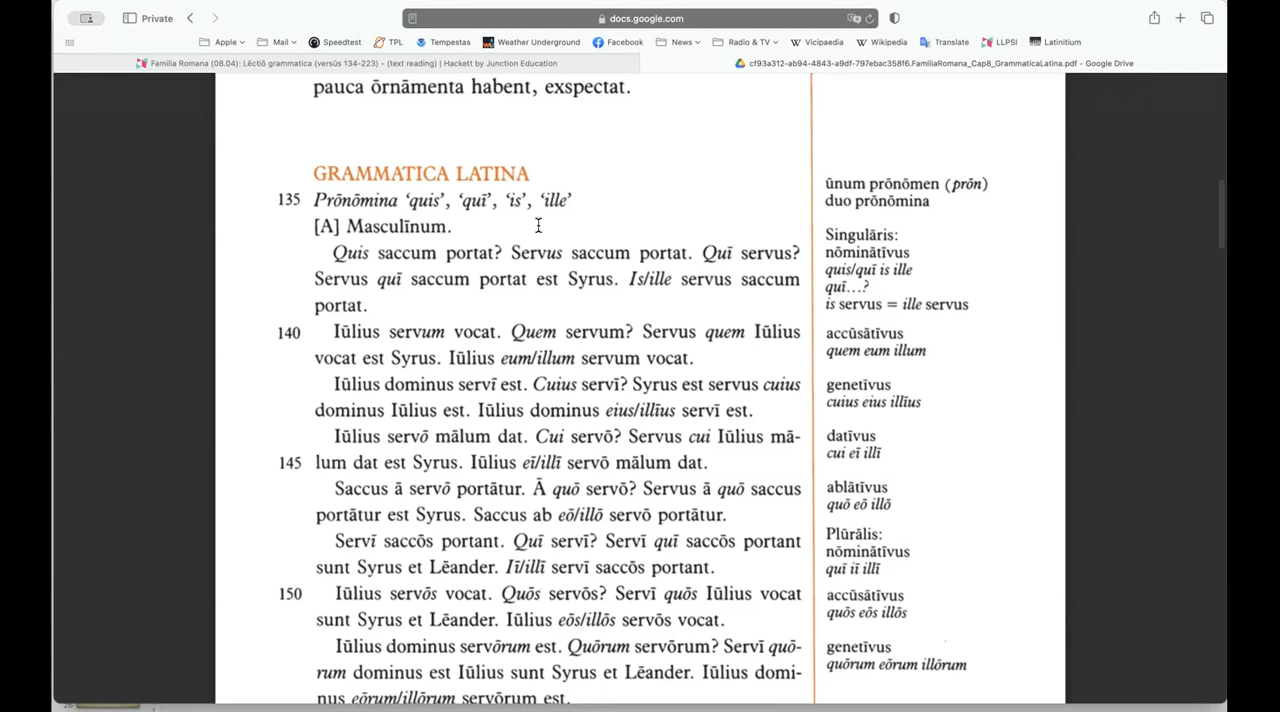 Private
docs.google.com
Apple
Mail
Speedtest
TPL
Tempestas
Weather Underground
Facebook
News
Radio & TV
Vicipaedia
Wikipedia
Translate
LLPSI
Latinitium
Familia Romana (08.04): Lēctiō grammatica (versūs 134-223) - (text reading) | Hackett by Junction Education
cf93a312-ab94-4843-a9df-797ebac358f6.FamiliaRomana_Cap8_GrammaticaLatina.pdf - Google Drive
pauca ōrnāmenta habent, exspectat.
GRAMMATICA LATINA
135 Prōnōmina ‘quis’, ‘quī’, ‘is’, ‘ille’
[A] Masculīnum.
Quis saccum portat? Servus saccum portat. Quī servus?
Servus quī saccum portat est Syrus. Is/ille servus saccum
portat.
140 Iūlius servum vocat. Quem servum? Servus quem Iūlius
vocat est Syrus. Iūlius eum/illum servum vocat.
Iūlius dominus servī est. Cuius servī? Syrus est servus cuius
dominus Iūlius est. Iūlius dominus eius/illīus servī est.
Iūlius servō mālum dat. Cui servō? Servus cui Iūlius mā-
145 lum dat est Syrus. Iūlius eī/illī servō mālum dat.
Saccus ā servō portātur. Ā quō servō? Servus ā quō saccus
portātur est Syrus. Saccus ab eō/illō servō portātur.
Servī saccōs portant. Quī servī? Servī quī saccōs portant
sunt Syrus et Lēander. Iī/illī servī saccōs portant.
150 Iūlius servōs vocat. Quōs servōs? Servī quōs Iūlius vocat
sunt Syrus et Lēander. Iūlius eōs/illōs servōs vocat.
Iūlius dominus servōrum est. Quōrum servōrum? Servī quō-
rum dominus est Iūlius sunt Syrus et Lēander. Iūlius domi-
nus eōrum/illōrum servōrum est.
ūnum prōnōmen (prōn)
duo prōnōmina
Singulāris:
nōminātīvus
quis/quī is ille
quī...?
is servus = ille servus
accūsātīvus
quem eum illum
genetīvus
cuius eius illīus
datīvus
cui eī illī
ablātīvus
quō eō illō
Plūrālis:
nōminātīvus
quī iī illī
accūsātīvus
quōs eōs illōs
genetīvus
quōrum eōrum illōrum